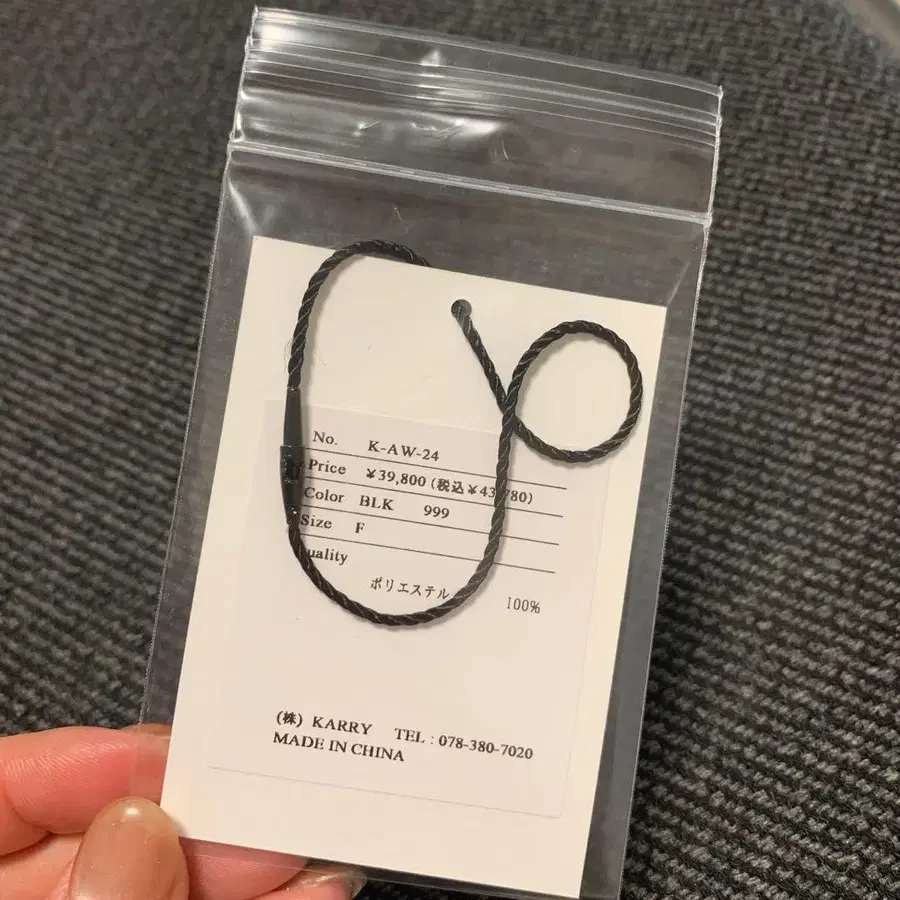 No. K-AW-24
Price ¥39,800 (税込¥43,780)
Color BLK 999
Size F
uality
ポリエステル 100%
(株) KARRY TEL : 078-380-7020
MADE IN CHINA